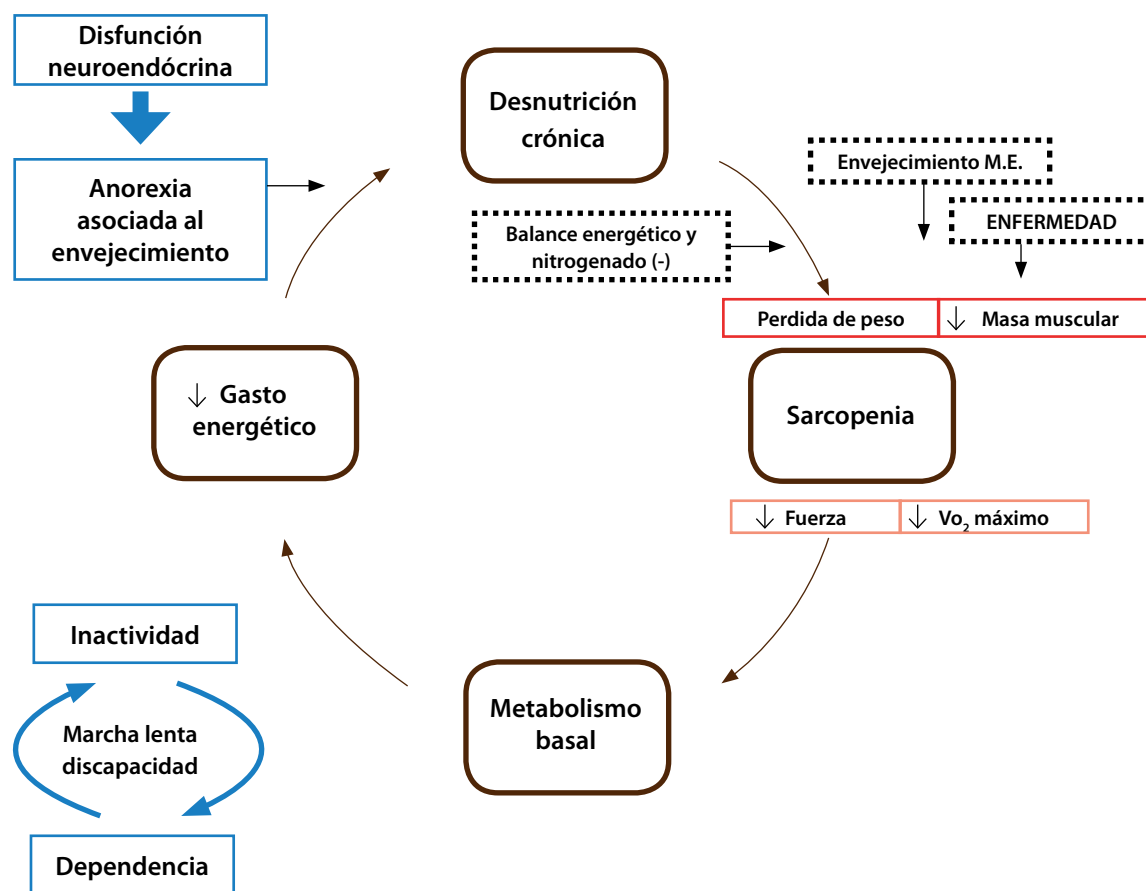 Disfunción
neuroendócrina
Anorexia
asociada al
envejecimiento
Desnutrición
crónica
Envejecimiento M.E.
ENFERMEDAD
Balance energético y
nitrogenado (-)
Perdida de peso
↓ Masa muscular
Sarcopenia
↓ Fuerza
↓ Vo₂ máximo
↓ Gasto
energético
Metabolismo
basal
Inactividad
Marcha lenta
discapacidad
Dependencia